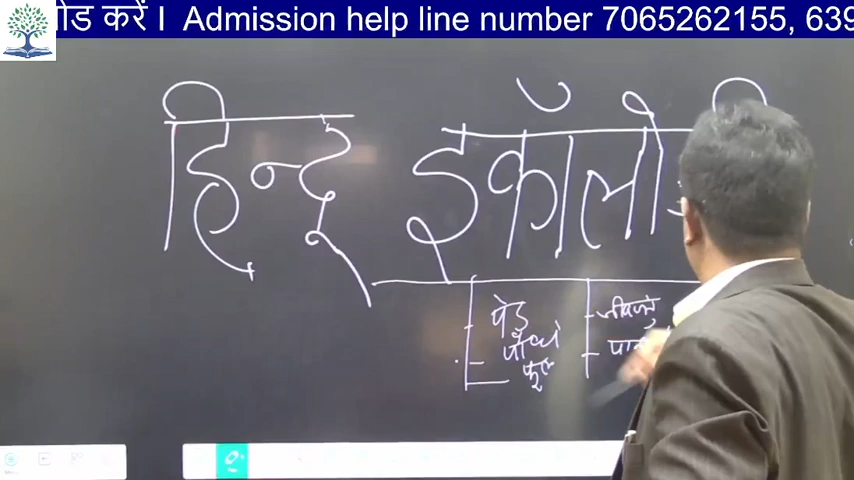 ोड करें I Admission help line number 7065262155, 639
हिन्दू इकॉलो
पेड़
पौधों
फूल